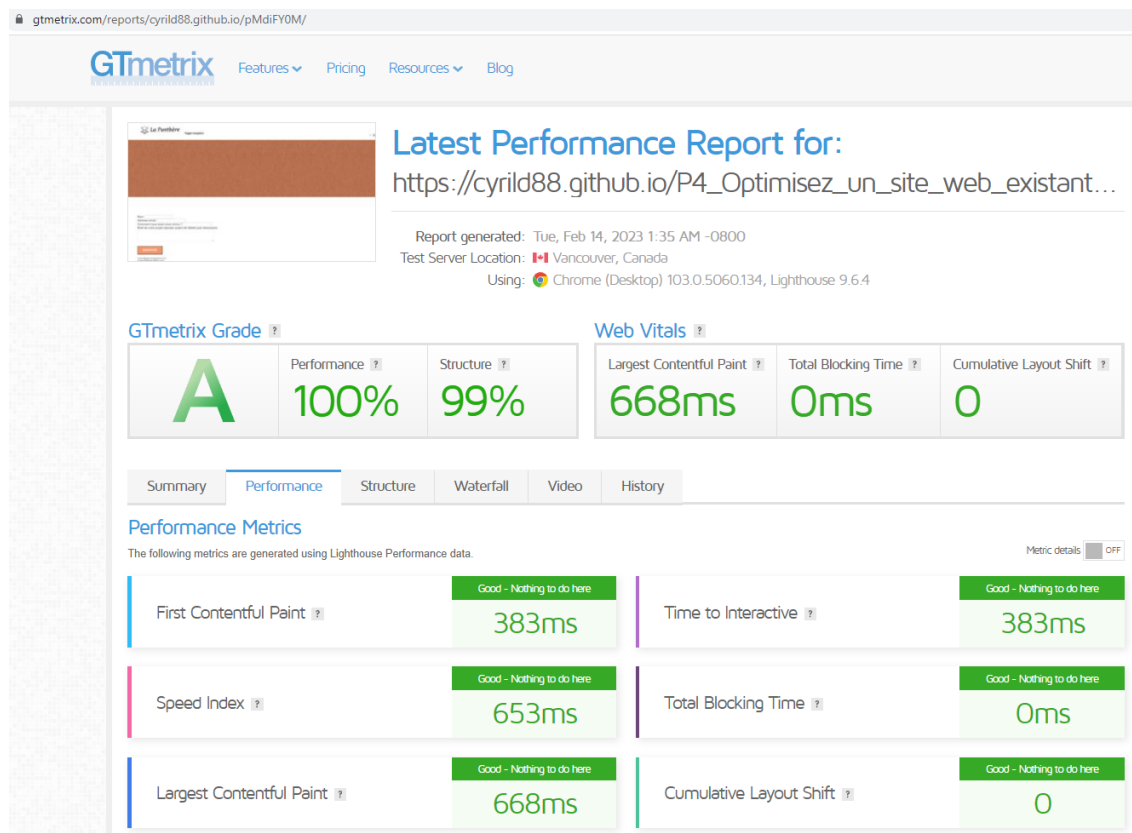 gtmetrix.com/reports/cyrild88.github.io/pMdiFY0M/
GTmetrix Features Pricing Resources Blog
La Panthère
Latest Performance Report for:
https://cyrild88.github.io/P4_Optimisez_un_site_web_existant...
Report generated: Tue, Feb 14, 2023 1:35 AM -0800
Test Server Location: Vancouver, Canada
Using: Chrome (Desktop) 103.0.5060.134, Lighthouse 9.6.4
GTmetrix Grade ?
Web Vitals ?
A
Performance ?
100%
Structure ?
99%
Largest Contentful Paint ?
668ms
Total Blocking Time ?
0ms
Cumulative Layout Shift ?
0
Summary Performance Structure Waterfall Video History
Performance Metrics
The following metrics are generated using Lighthouse Performance data.
Metric details OFF
First Contentful Paint ?
Good - Nothing to do here
383ms
Time to Interactive ?
Good - Nothing to do here
383ms
Speed Index ?
Good - Nothing to do here
653ms
Total Blocking Time ?
Good - Nothing to do here
0ms
Largest Contentful Paint ?
Good - Nothing to do here
668ms
Cumulative Layout Shift ?
Good - Nothing to do here
0